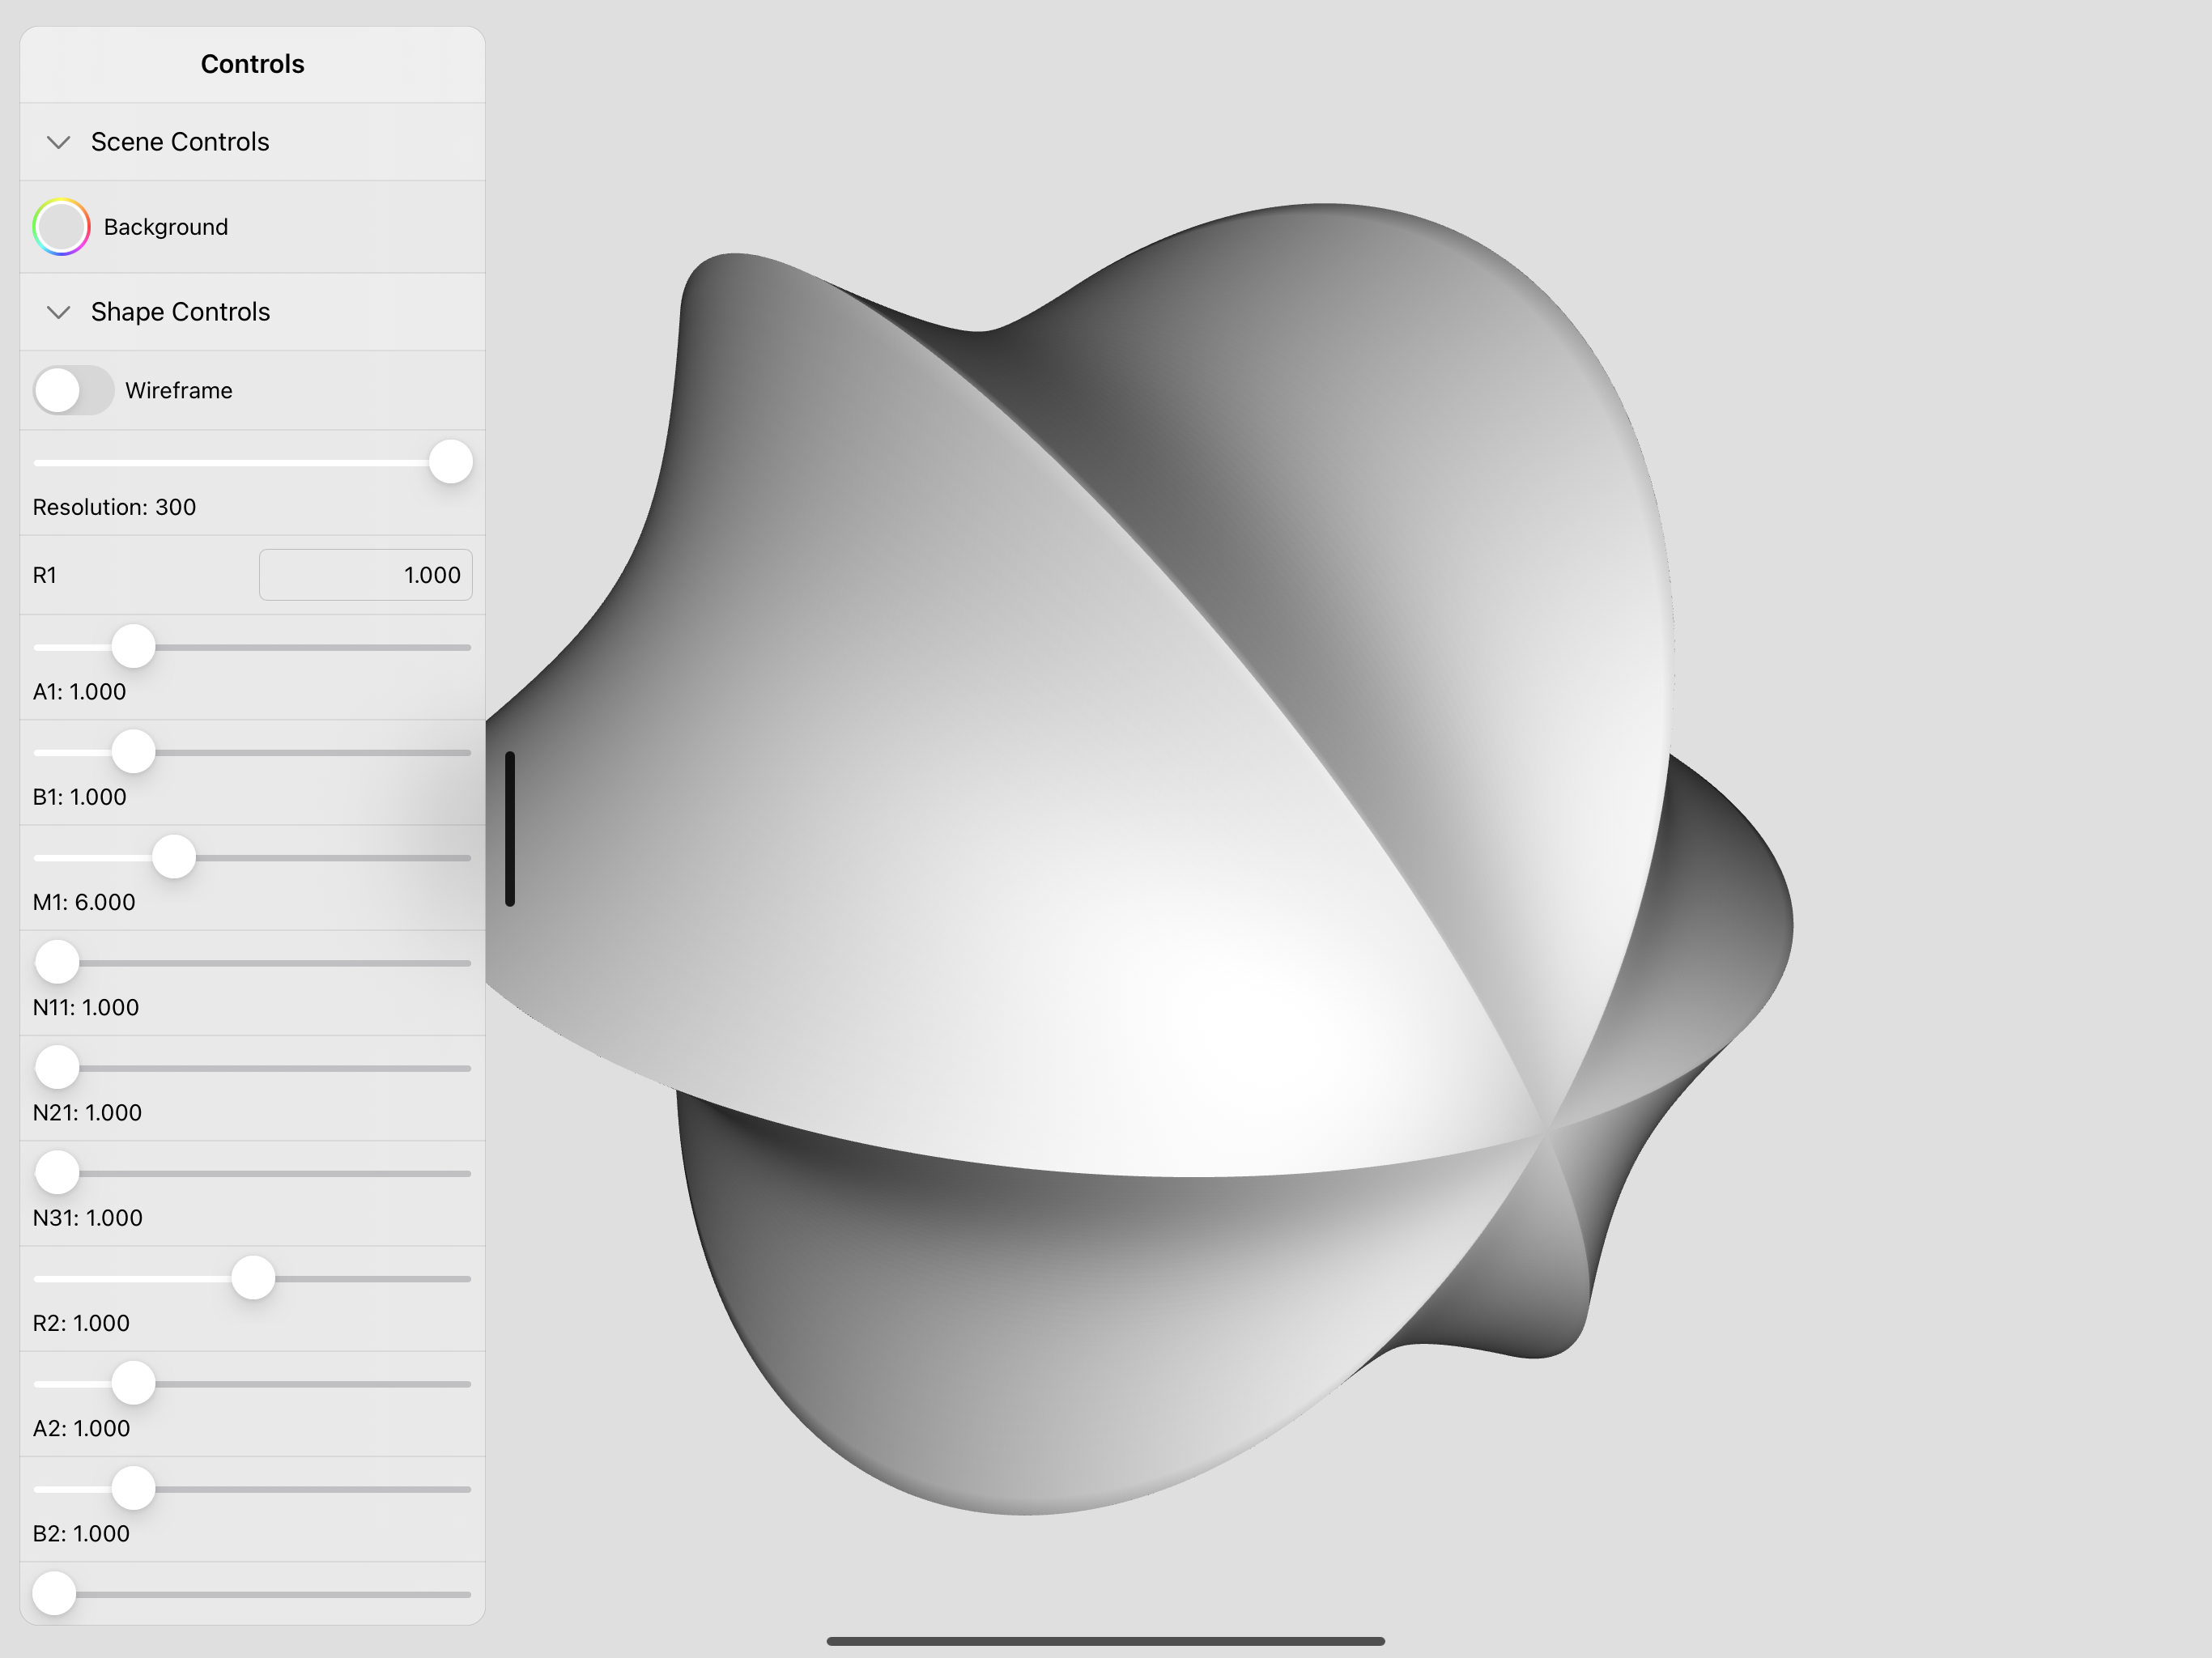 Controls
Scene Controls
Background
Shape Controls
Wireframe
Resolution: 300
R1 1.000
A1: 1.000
B1: 1.000
M1: 6.000
N11: 1.000
N21: 1.000
N31: 1.000
R2: 1.000
A2: 1.000
B2: 1.000